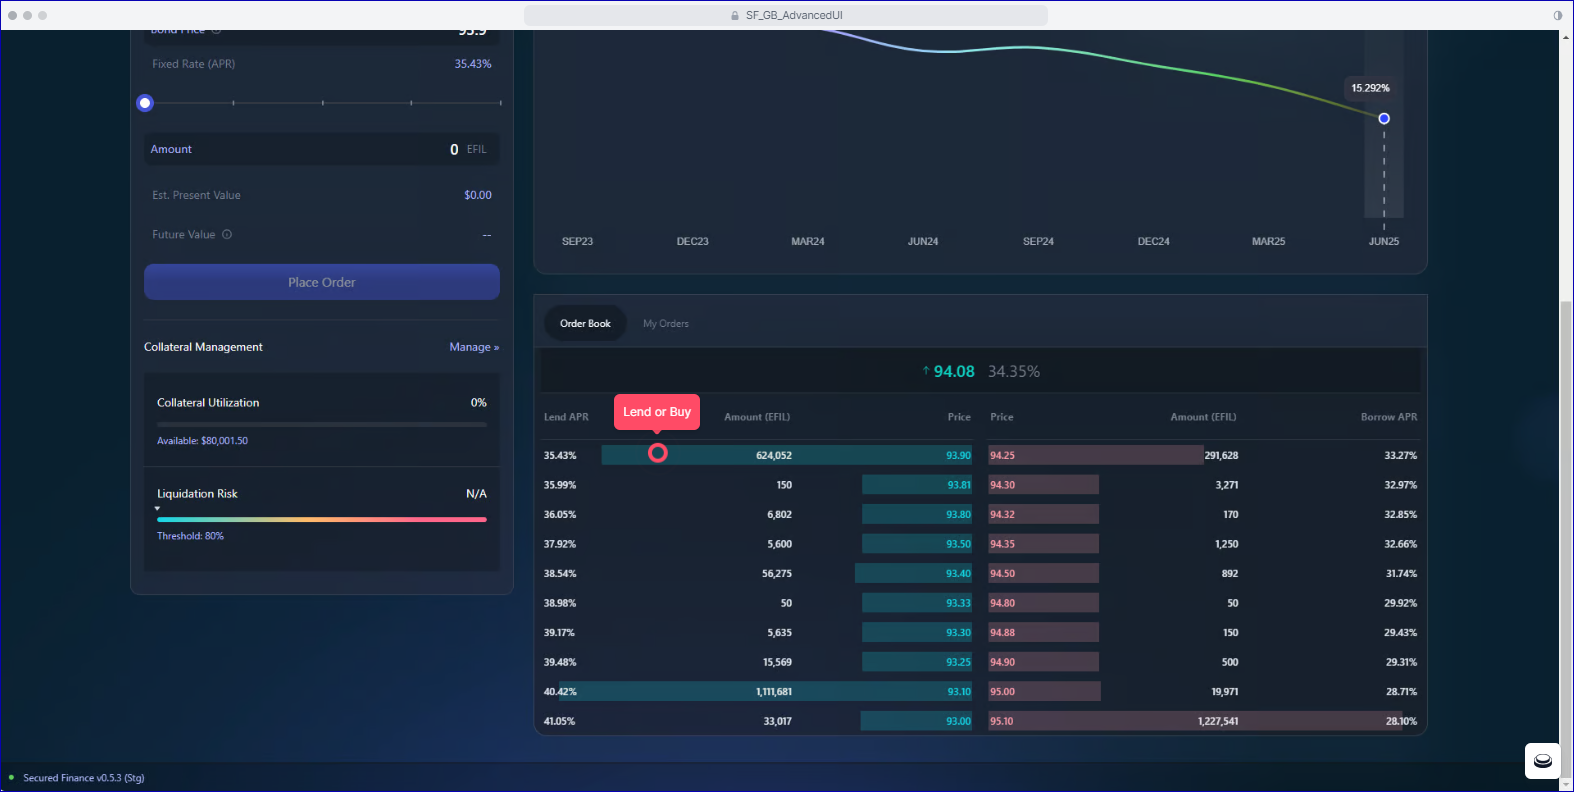 SF_GB_AdvancedUI
Bond Price 93.9
Fixed Rate (APR) 35.43%
Amount 0 EFIL
Est. Present Value $0.00
Future Value --
Place Order
Collateral Management Manage »
Collateral Utilization 0%
Available: $80,001.50
Liquidation Risk N/A
Threshold: 80%
15.292%
SEP23 DEC23 MAR24 JUN24 SEP24 DEC24 MAR25 JUN25
Order Book My Orders
↑ 94.08 34.35%
Lend or Buy
Lend APR Amount (EFIL) Price Price Amount (EFIL) Borrow APR
35.43% 624,052 93.90 94.25 291,628 33.27%
35.99% 150 93.81 94.30 3,271 32.97%
36.05% 6,802 93.80 94.32 170 32.85%
37.92% 5,600 93.50 94.35 1,250 32.66%
38.54% 56,275 93.40 94.50 892 31.74%
38.98% 50 93.33 94.80 50 29.92%
39.17% 5,635 93.30 94.88 150 29.43%
39.48% 15,569 93.25 94.90 500 29.31%
40.42% 1,111,681 93.10 95.00 19,971 28.71%
41.05% 33,017 93.00 95.10 1,227,541 28.10%
Secured Finance v0.5.3 (Stg)